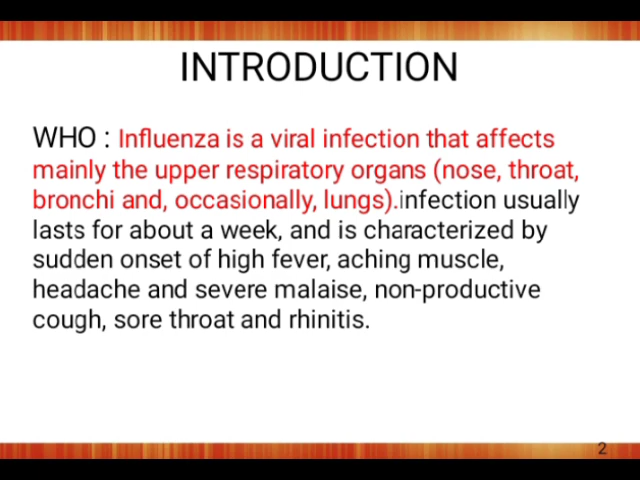 INTRODUCTION
WHO : Influenza is a viral infection that affects
mainly the upper respiratory organs (nose, throat,
bronchi and, occasionally, lungs).infection usually
lasts for about a week, and is characterized by
sudden onset of high fever, aching muscle,
headache and severe malaise, non-productive
cough, sore throat and rhinitis.
2